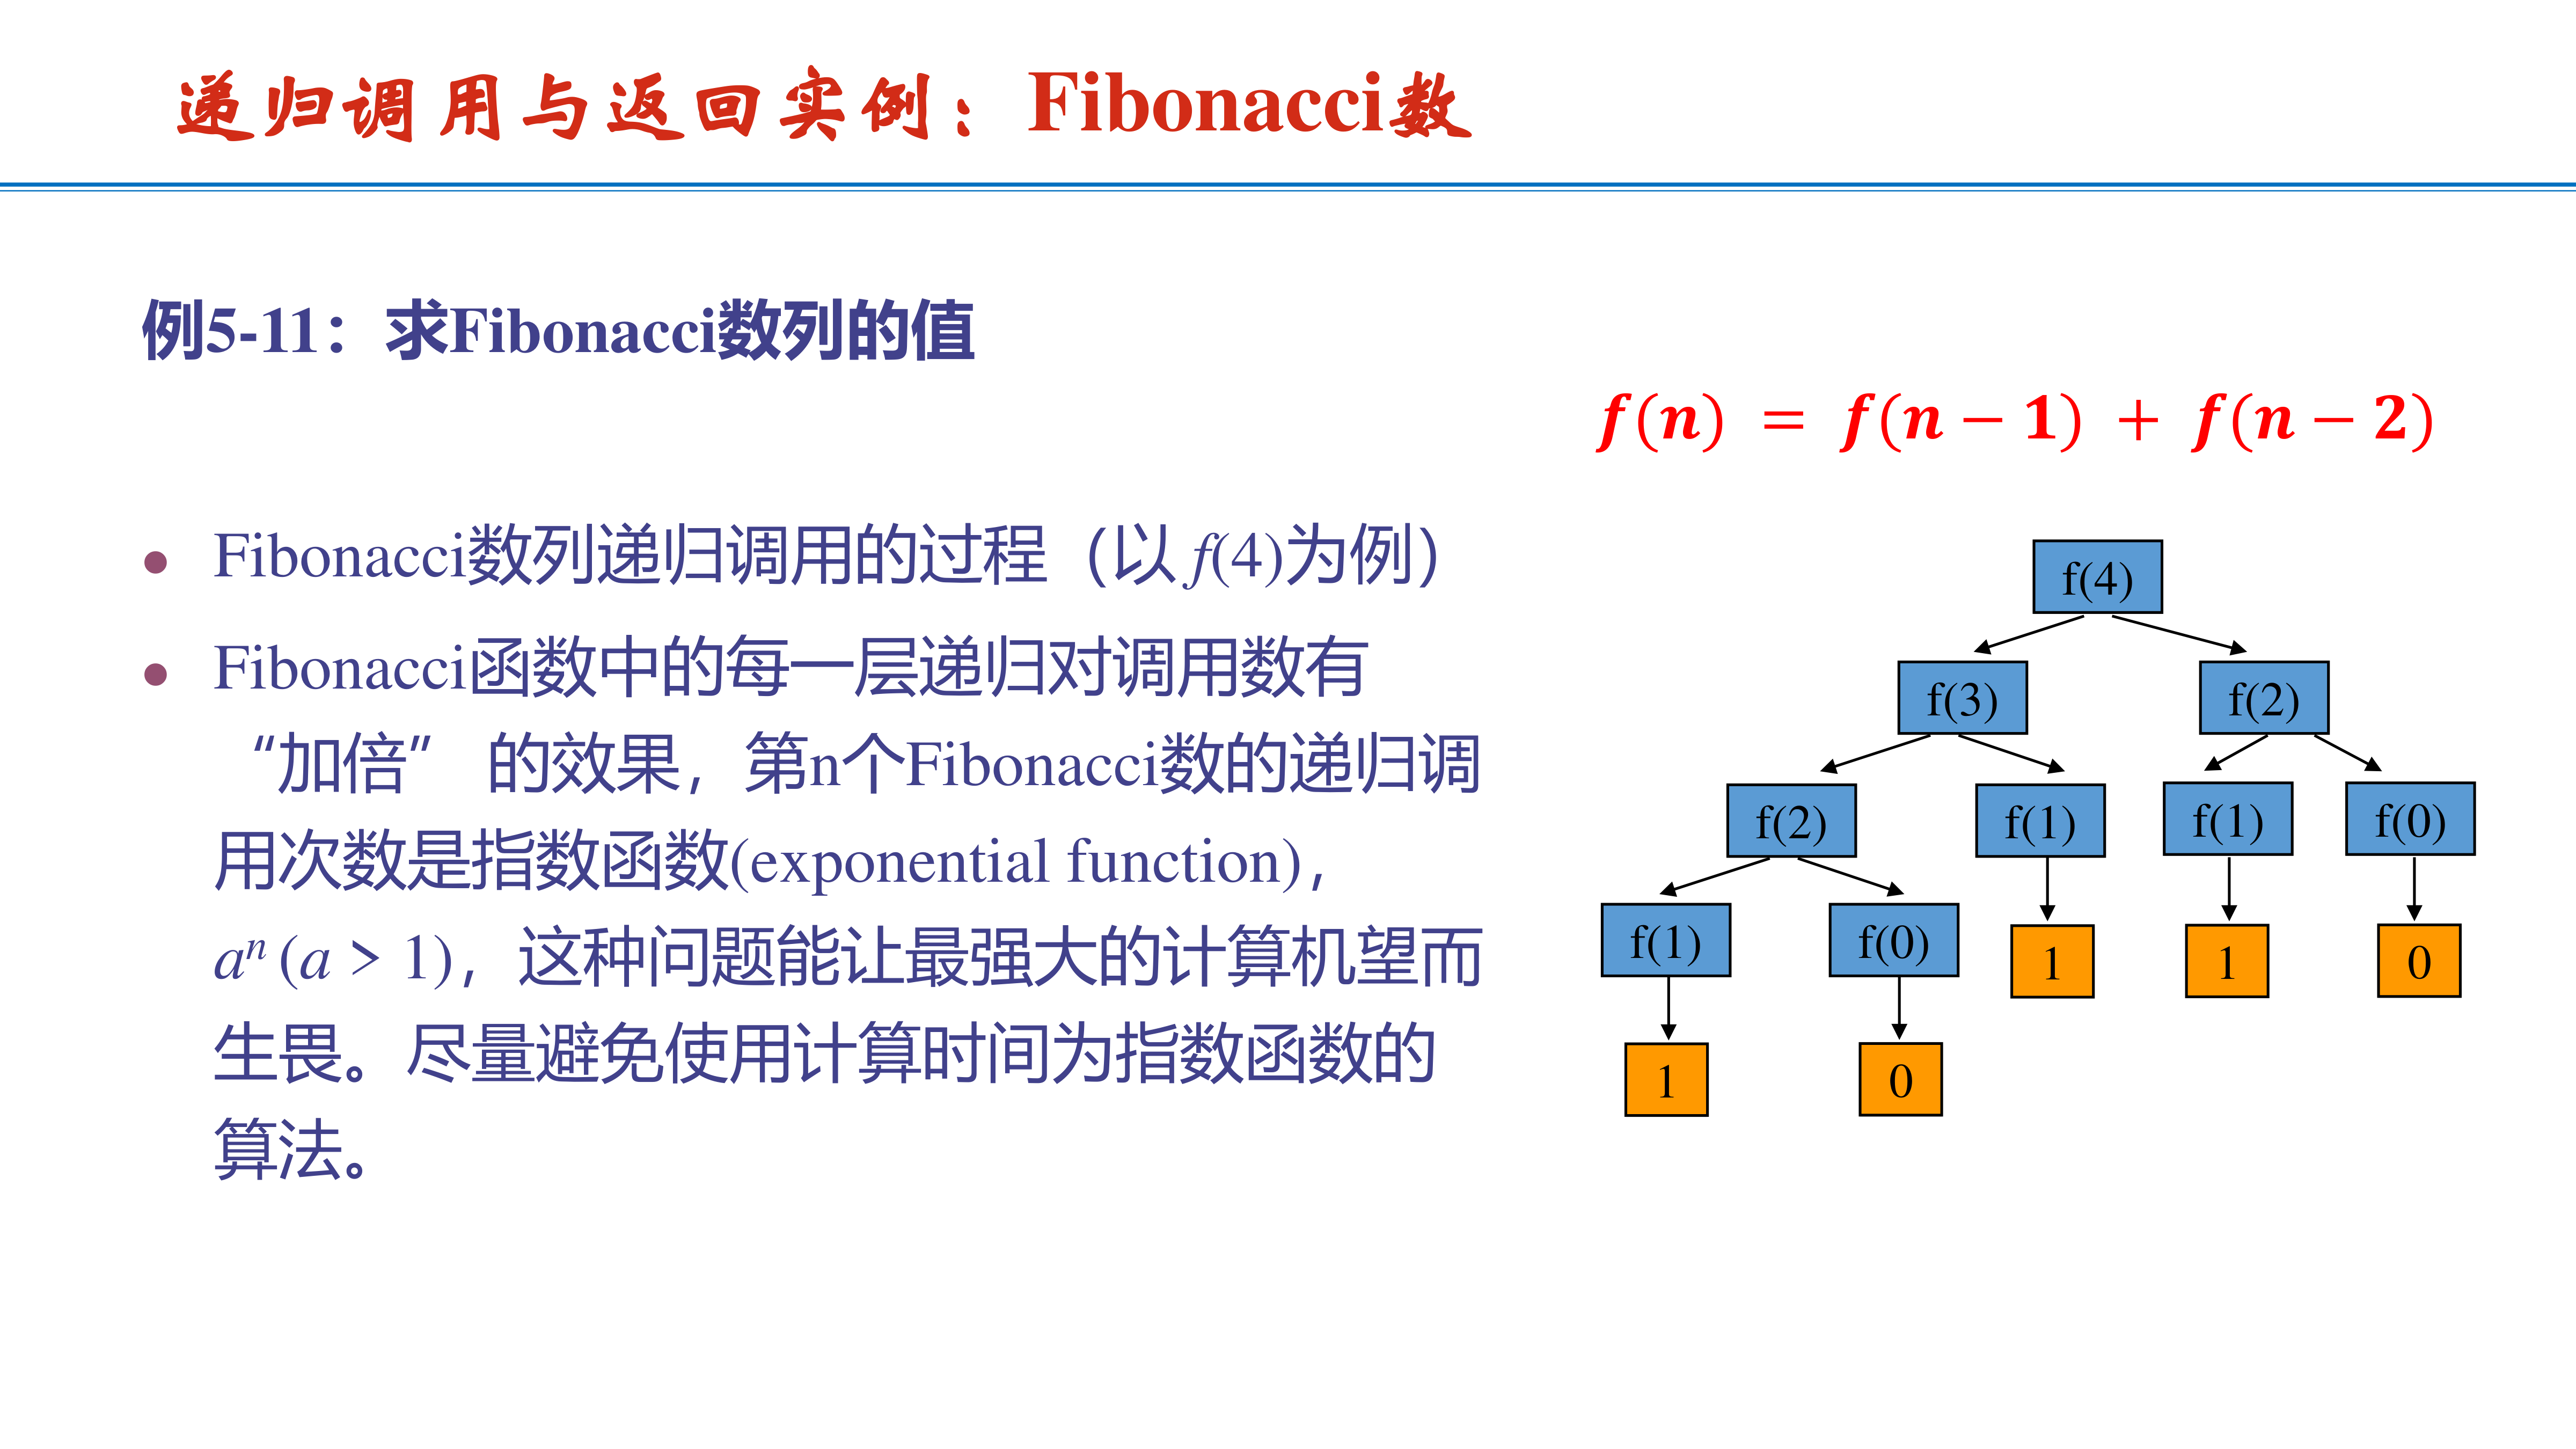 递归调用与返回实例：Fibonacci数
例5-11：求Fibonacci数列的值
f(n) = f(n − 1) + f(n − 2)
• Fibonacci数列递归调用的过程（以 f(4)为例）
• Fibonacci函数中的每一层递归对调用数有
“加倍” 的效果，第n个Fibonacci数的递归调
用次数是指数函数(exponential function)，
aⁿ (a > 1)，这种问题能让最强大的计算机望而
生畏。尽量避免使用计算时间为指数函数的
算法。
f(4)
f(3) f(2)
f(2) f(1) f(1) f(0)
f(1) f(0) 1 1 0
1 0